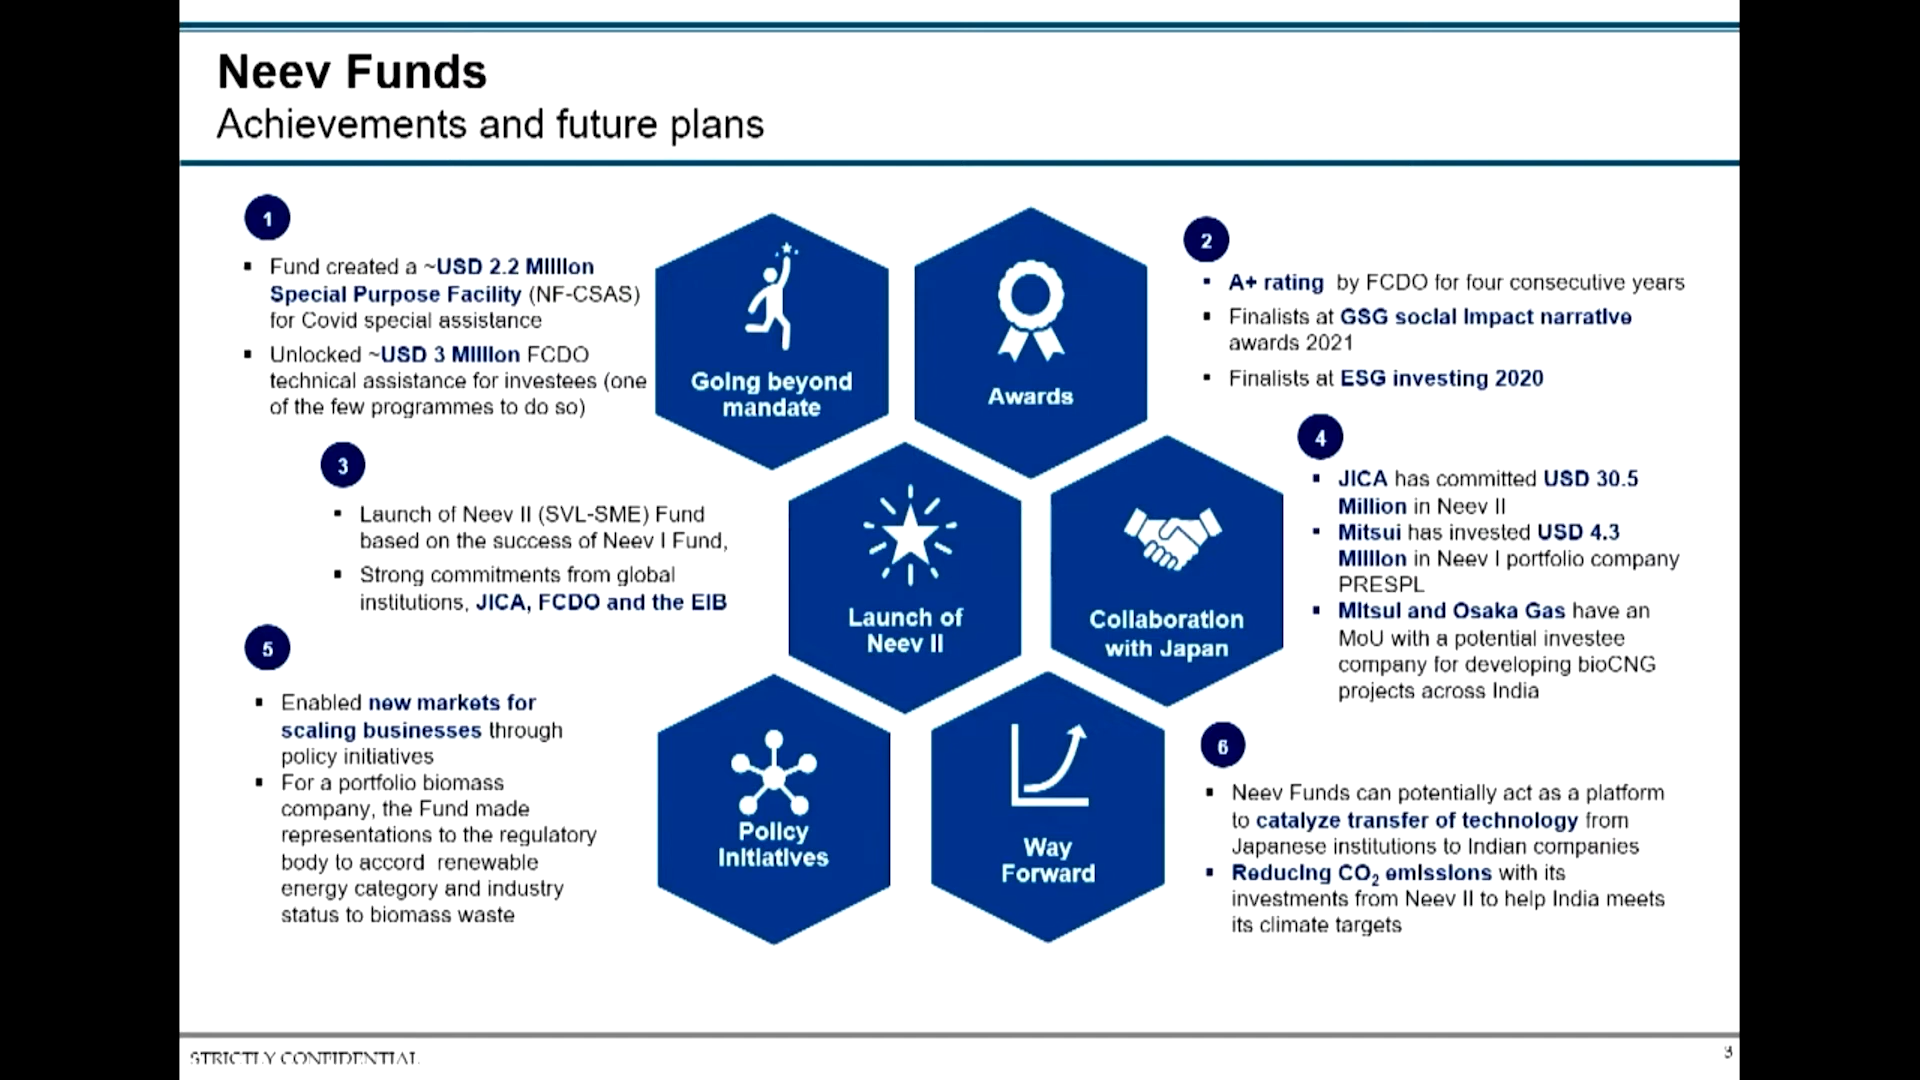 Neev Funds
Achievements and future plans
1
▪ Fund created a ~USD 2.2 Million
Special Purpose Facility (NF-CSAS)
for Covid special assistance
▪ Unlocked ~USD 3 Million FCDO
technical assistance for investees (one
of the few programmes to do so)
Going beyond
mandate
Awards
2
▪ A+ rating by FCDO for four consecutive years
▪ Finalists at GSG social Impact narrative
awards 2021
▪ Finalists at ESG investing 2020
3
▪ Launch of Neev II (SVL-SME) Fund
based on the success of Neev I Fund,
▪ Strong commitments from global
institutions, JICA, FCDO and the EIB
Launch of
Neev II
Collaboration
with Japan
4
▪ JICA has committed USD 30.5
Million in Neev II
▪ Mitsui has invested USD 4.3
Million in Neev I portfolio company
PRESPL
▪ Mitsui and Osaka Gas have an
MoU with a potential investee
company for developing bioCNG
projects across India
5
▪ Enabled new markets for
scaling businesses through
policy initiatives
▪ For a portfolio biomass
company, the Fund made
representations to the regulatory
body to accord renewable
energy category and industry
status to biomass waste
Policy
Initiatives
Way
Forward
6
▪ Neev Funds can potentially act as a platform
to catalyze transfer of technology from
Japanese institutions to Indian companies
▪ Reducing CO₂ emissions with its
investments from Neev II to help India meets
its climate targets
STRICTLY CONFIDENTIAL
3